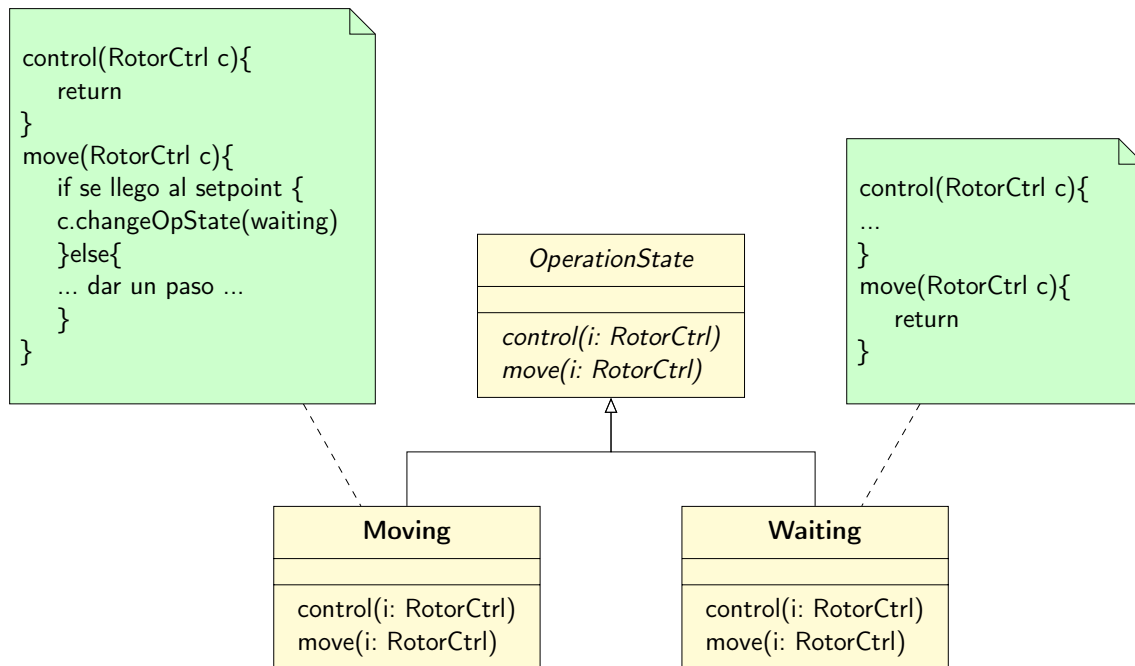 control(RotorCtrl c){
return
}
move(RotorCtrl c){
if se llego al setpoint {
c.changeOpState(waiting)
}else{
... dar un paso ...
}
}
control(RotorCtrl c){
...
}
move(RotorCtrl c){
return
}
OperationState
control(i: RotorCtrl)
move(i: RotorCtrl)
Moving
control(i: RotorCtrl)
move(i: RotorCtrl)
Waiting
control(i: RotorCtrl)
move(i: RotorCtrl)